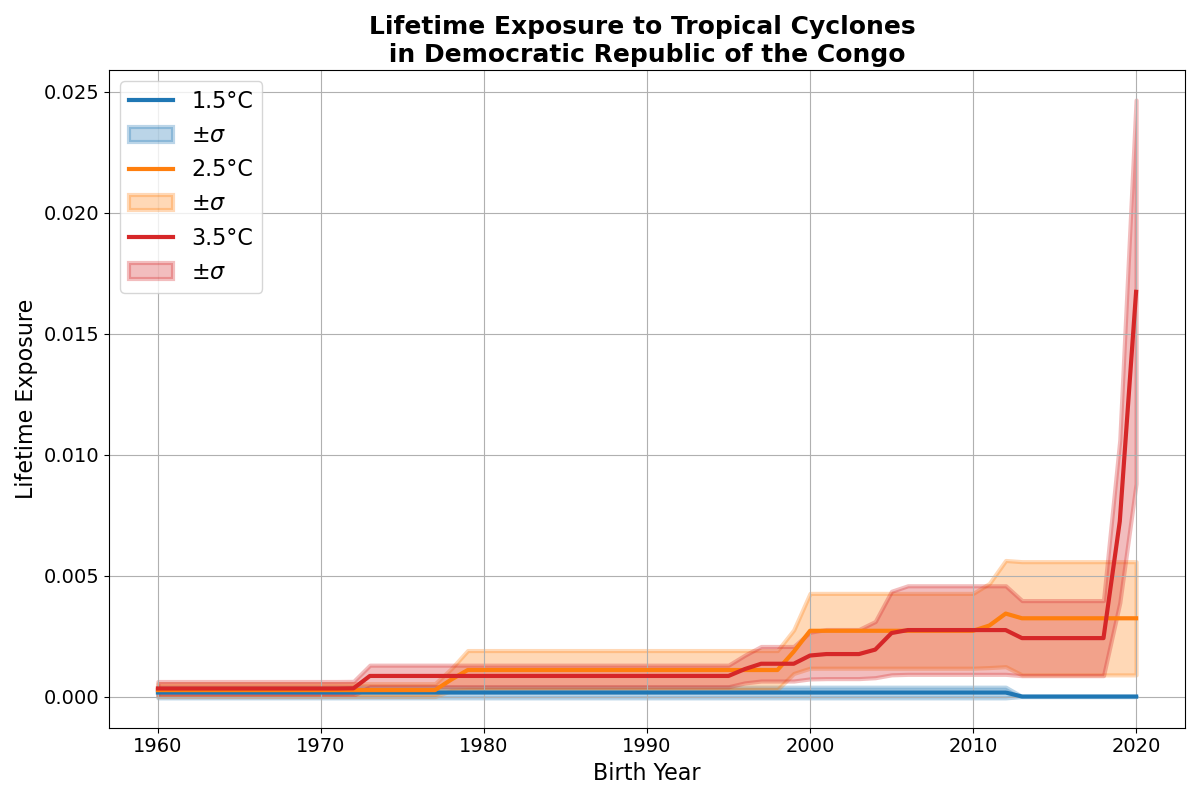 Lifetime Exposure to Tropical Cyclones
in Democratic Republic of the Congo
1.5°C
±σ
2.5°C
±σ
3.5°C
±σ
0.025
0.020
0.015
0.010
0.005
0.000
Lifetime Exposure
1960 1970 1980 1990 2000 2010 2020
Birth Year